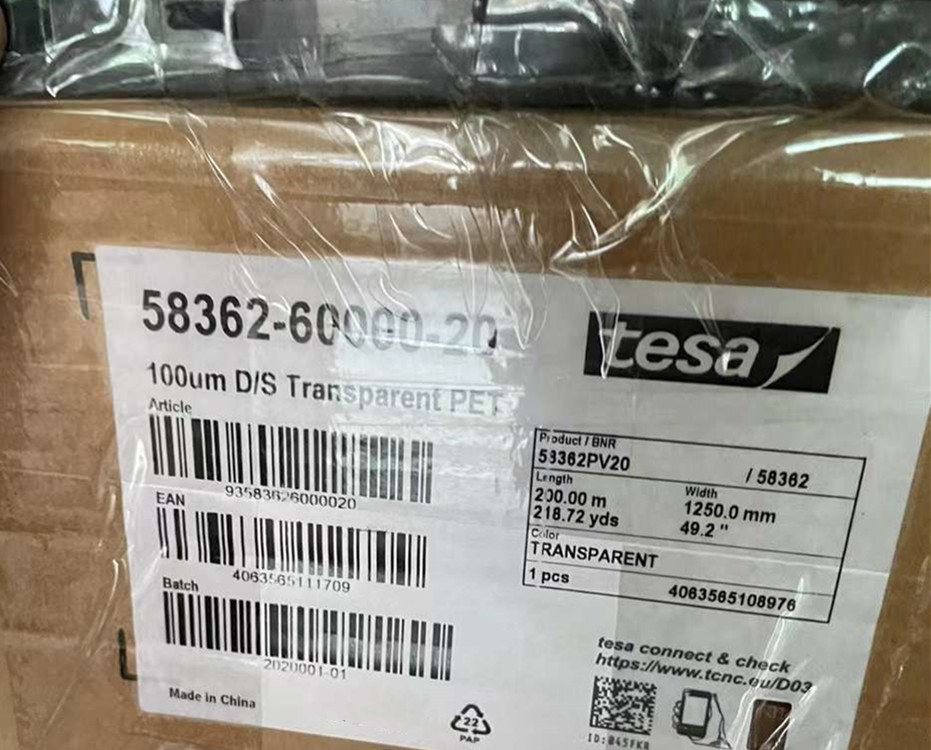 58362-60000-20
tesa
100um D/S Transparent PET
Article
93583626000020
EAN
4063565111709
Batch
2020001-01
Made in China
22
PAP
Product / BNR
58362PV20 / 58362
Length Width
200.00 m 1250.0 mm
218.72 yds 49.2 "
Color
TRANSPARENT
1 pcs 4063565108976
tesa connect & check
https://www.tcnc.eu/D03